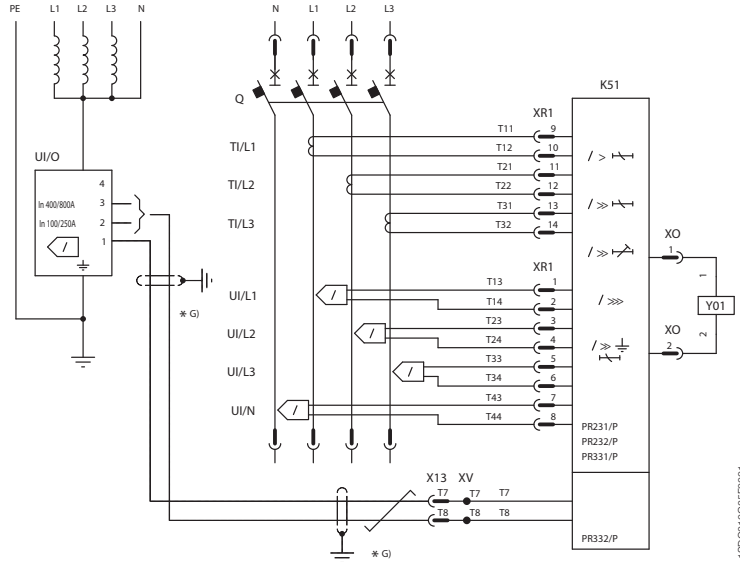 PE L1 L2 L3 N
N L1 L2 L3
Q
K51
UI/O
4
In 400/800A 3
In 100/250A 2
1
/
* G)
XR1
TI/L1 T11 9
T12 10
TI/L2 T21 11
T22 12
TI/L3 T31 13
T32 14
/ >
/ >>
/ >>
/ >>>
/ >>
XR1
UI/L1 / T13 1
T14 2
UI/L2 / T23 3
T24 4
UI/L3 / T33 5
T34 6
UI/N / T43 7
T44 8
XO
1
1
Y01
2
XO
2
PR231/P
PR232/P
PR331/P
X13 XV
T7 T7 T7
T8 T8 T8
PR332/P
* G)